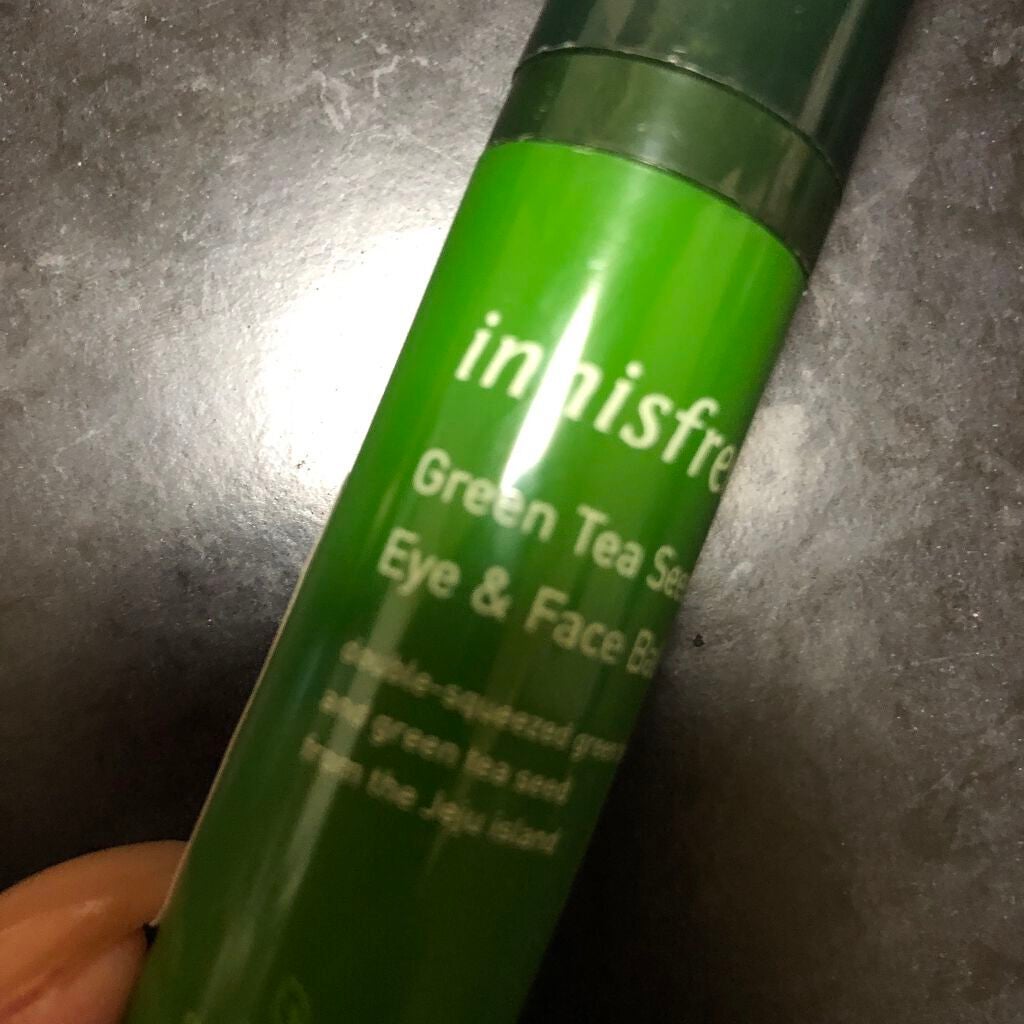 innisfre
Green Tea See
Eye & Face Ba
double-squeezed green
and green tea seed
from the Jeju island